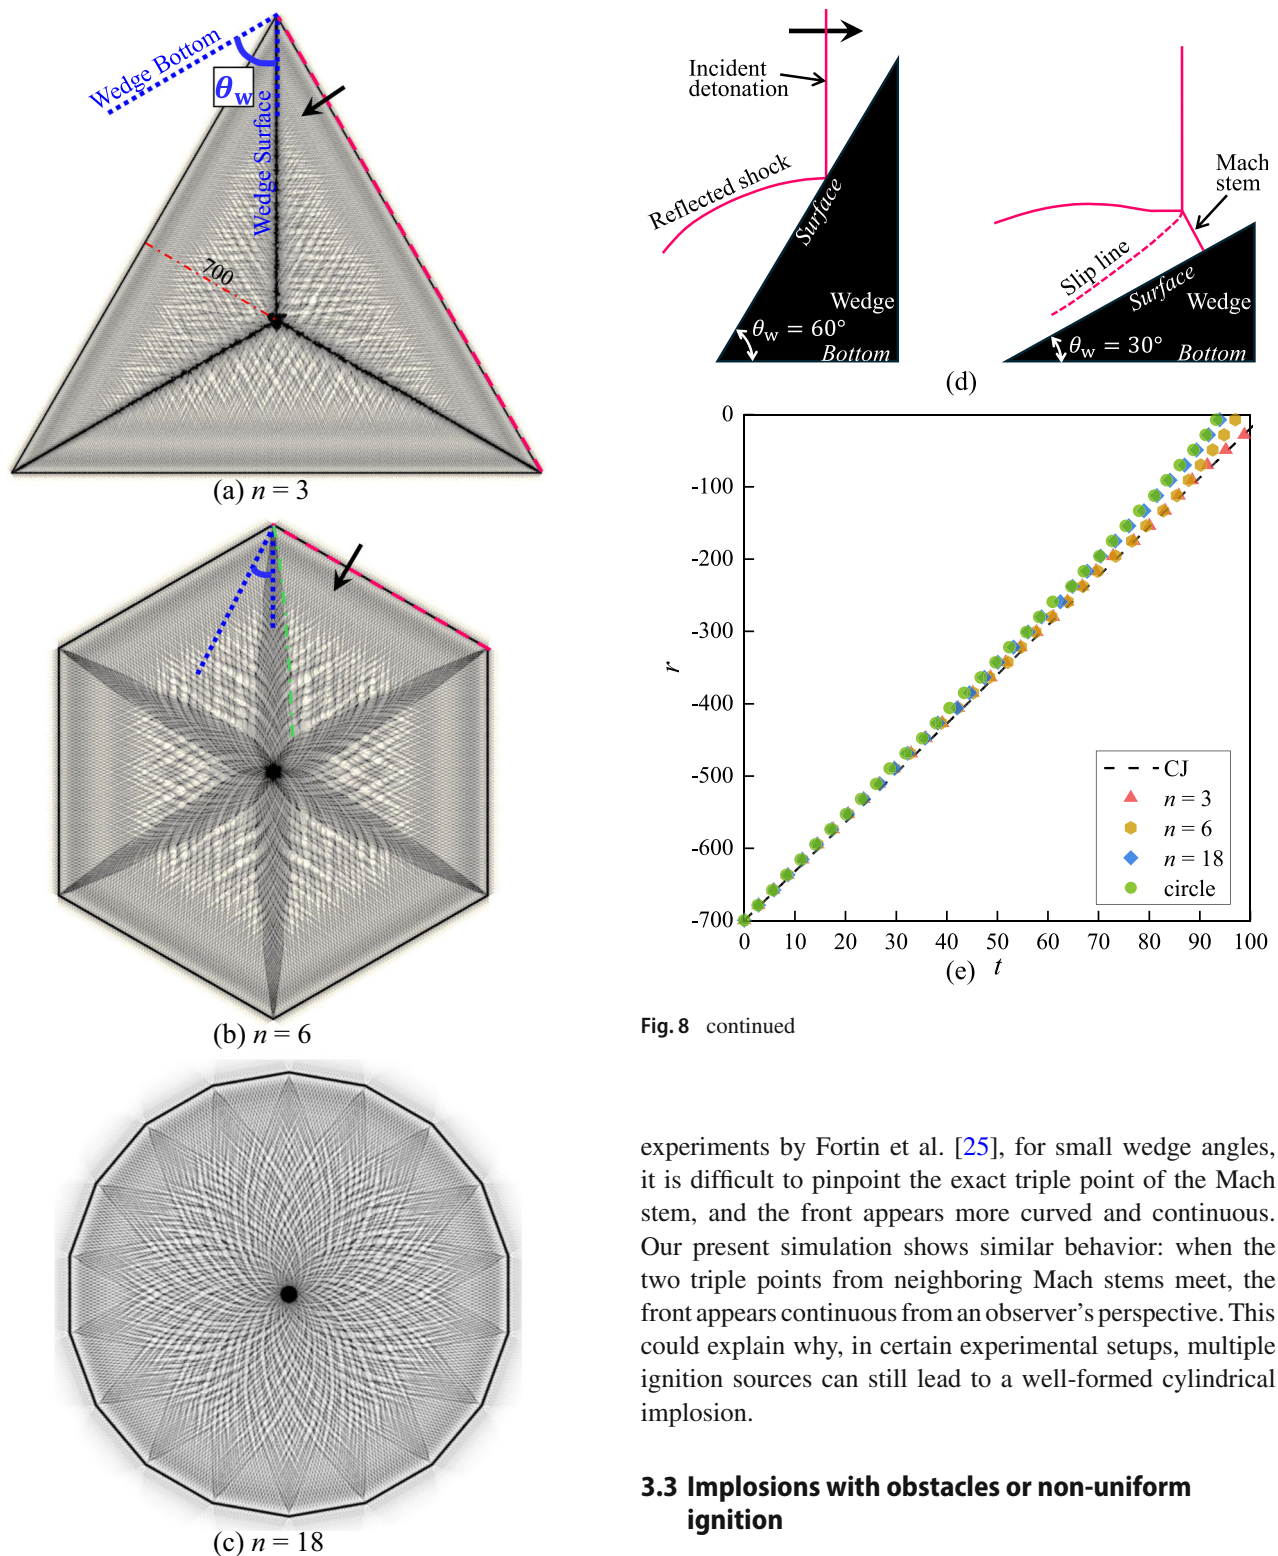 Wedge Bottom
θw
Wedge Surface
700
(a) n = 3
(b) n = 6
(c) n = 18
Incident
detonation
Reflected shock
Surface
Wedge
θw = 60°
Bottom
Mach
stem
Slip line
Surface
Wedge
θw = 30°
Bottom
(d)
0
-100
-200
-300
-400
-500
-600
-700
r
CJ
n = 3
n = 6
n = 18
circle
0 10 20 30 40 50 60 70 80 90 100
(e) t
Fig. 8 continued
experiments by Fortin et al. [25], for small wedge angles,
it is difficult to pinpoint the exact triple point of the Mach
stem, and the front appears more curved and continuous.
Our present simulation shows similar behavior: when the
two triple points from neighboring Mach stems meet, the
front appears continuous from an observer's perspective. This
could explain why, in certain experimental setups, multiple
ignition sources can still lead to a well-formed cylindrical
implosion.
3.3 Implosions with obstacles or non-uniform
ignition